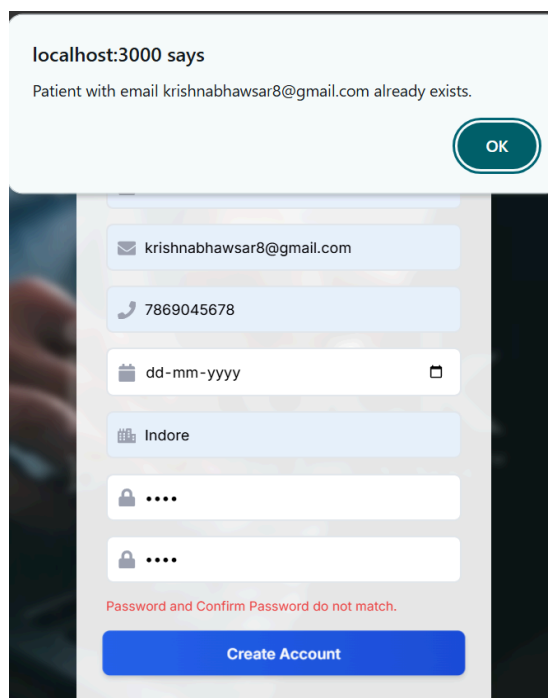 localhost:3000 says
Patient with email krishnabhawsar8@gmail.com already exists.
OK
krishnabhawsar8@gmail.com
7869045678
dd-mm-yyyy
Indore
••••
••••
Password and Confirm Password do not match.
Create Account